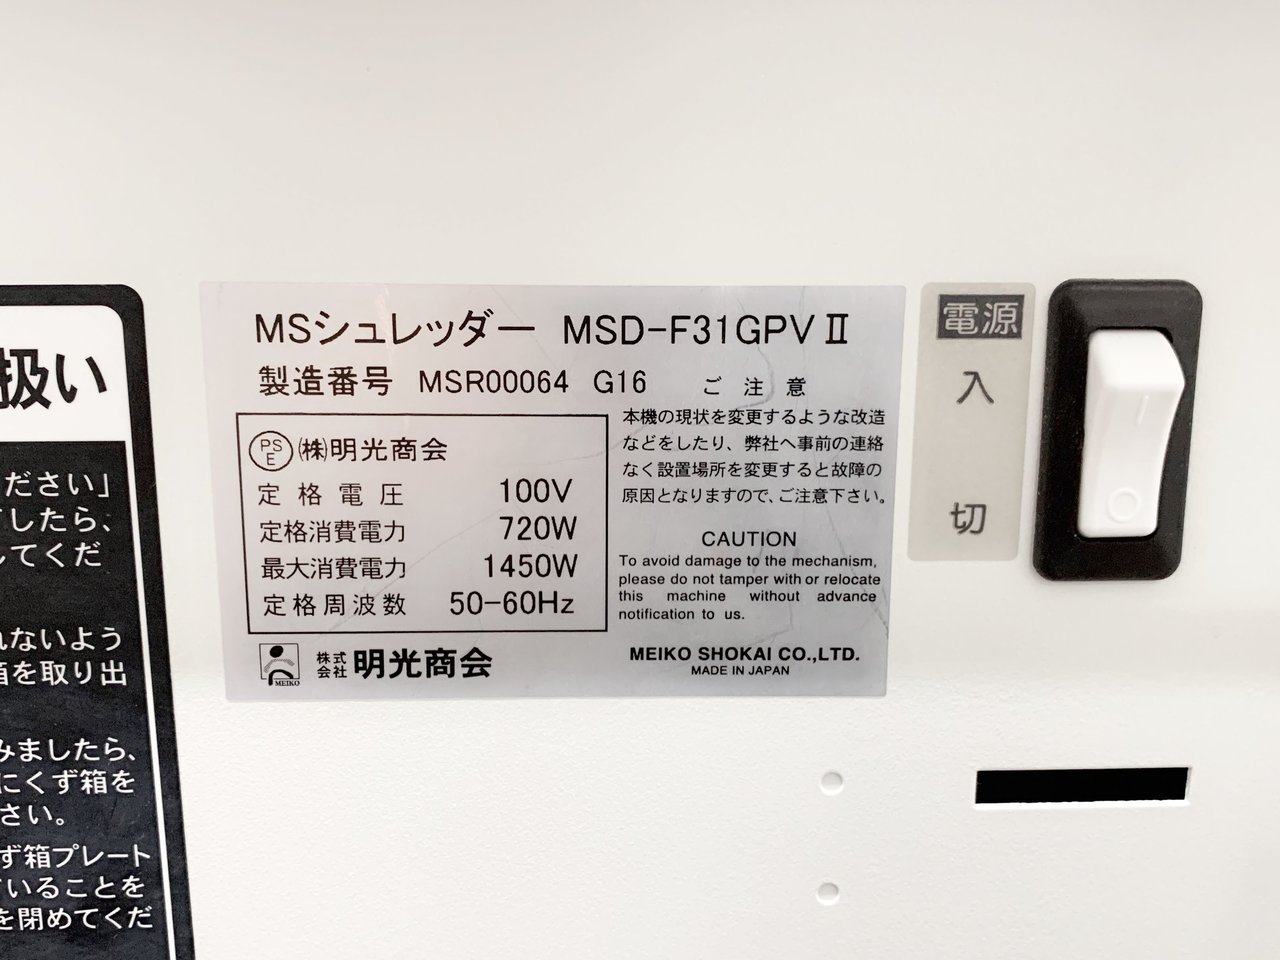 扱い
ださい」
したら、
してくだ
れないよう
箱を取り出
みましたら、
にくず箱を
さい。
ず箱プレート
いることを
を閉めてくだ
MSシュレッダー MSD-F31GPVⅡ
製造番号 MSR00064 G16
PS
E
(株)明光商会
定格電圧 100V
定格消費電力 720W
最大消費電力 1450W
定格周波数 50-60Hz
ご注意
本機の現状を変更するような改造
などをしたり、弊社へ事前の連絡
なく設置場所を変更すると故障の
原因となりますので、ご注意下さい。
CAUTION
To avoid damage to the mechanism,
please do not tamper with or relocate
this machine without advance
notification to us.
MEIKO
株式
会社
明光商会
MEIKO SHOKAI CO.,LTD.
MADE IN JAPAN
電源
入
切